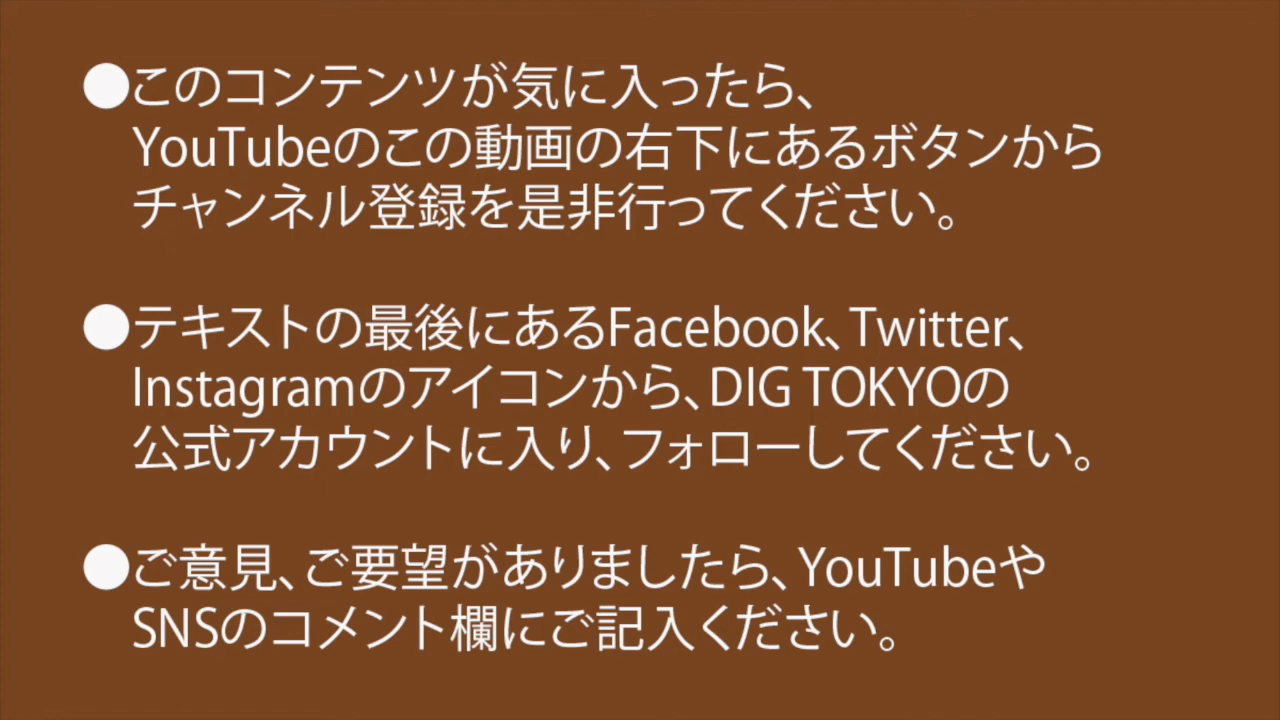 ●このコンテンツが気に入ったら、
YouTubeのこの動画の右下にあるボタンから
チャンネル登録を是非行ってください。
●テキストの最後にあるFacebook、Twitter、
Instagramのアイコンから、DIG TOKYOの
公式アカウントに入り、フォローしてください。
●ご意見、ご要望がありましたら、YouTubeや
SNSのコメント欄にご記入ください。